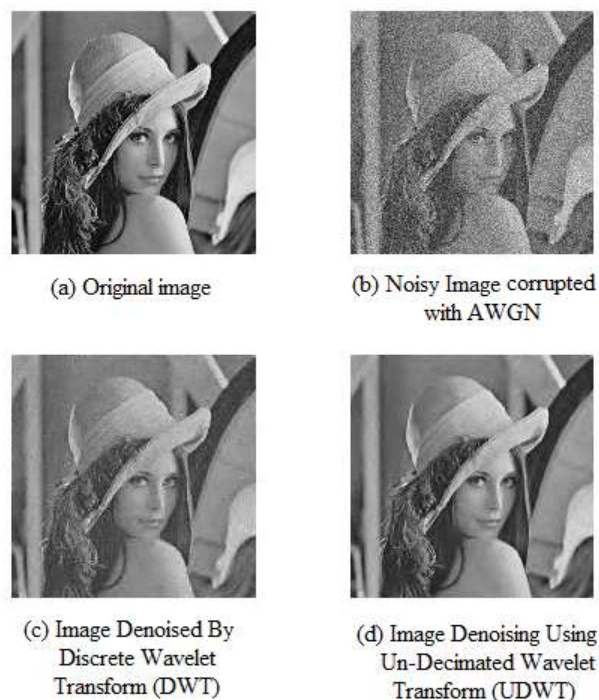 (a) Original image
(b) Noisy Image corrupted
with AWGN
(c) Image Denoised By
Discrete Wavelet
Transform (DWT)
(d) Image Denoising Using
Un-Decimated Wavelet
Transform (UDWT)